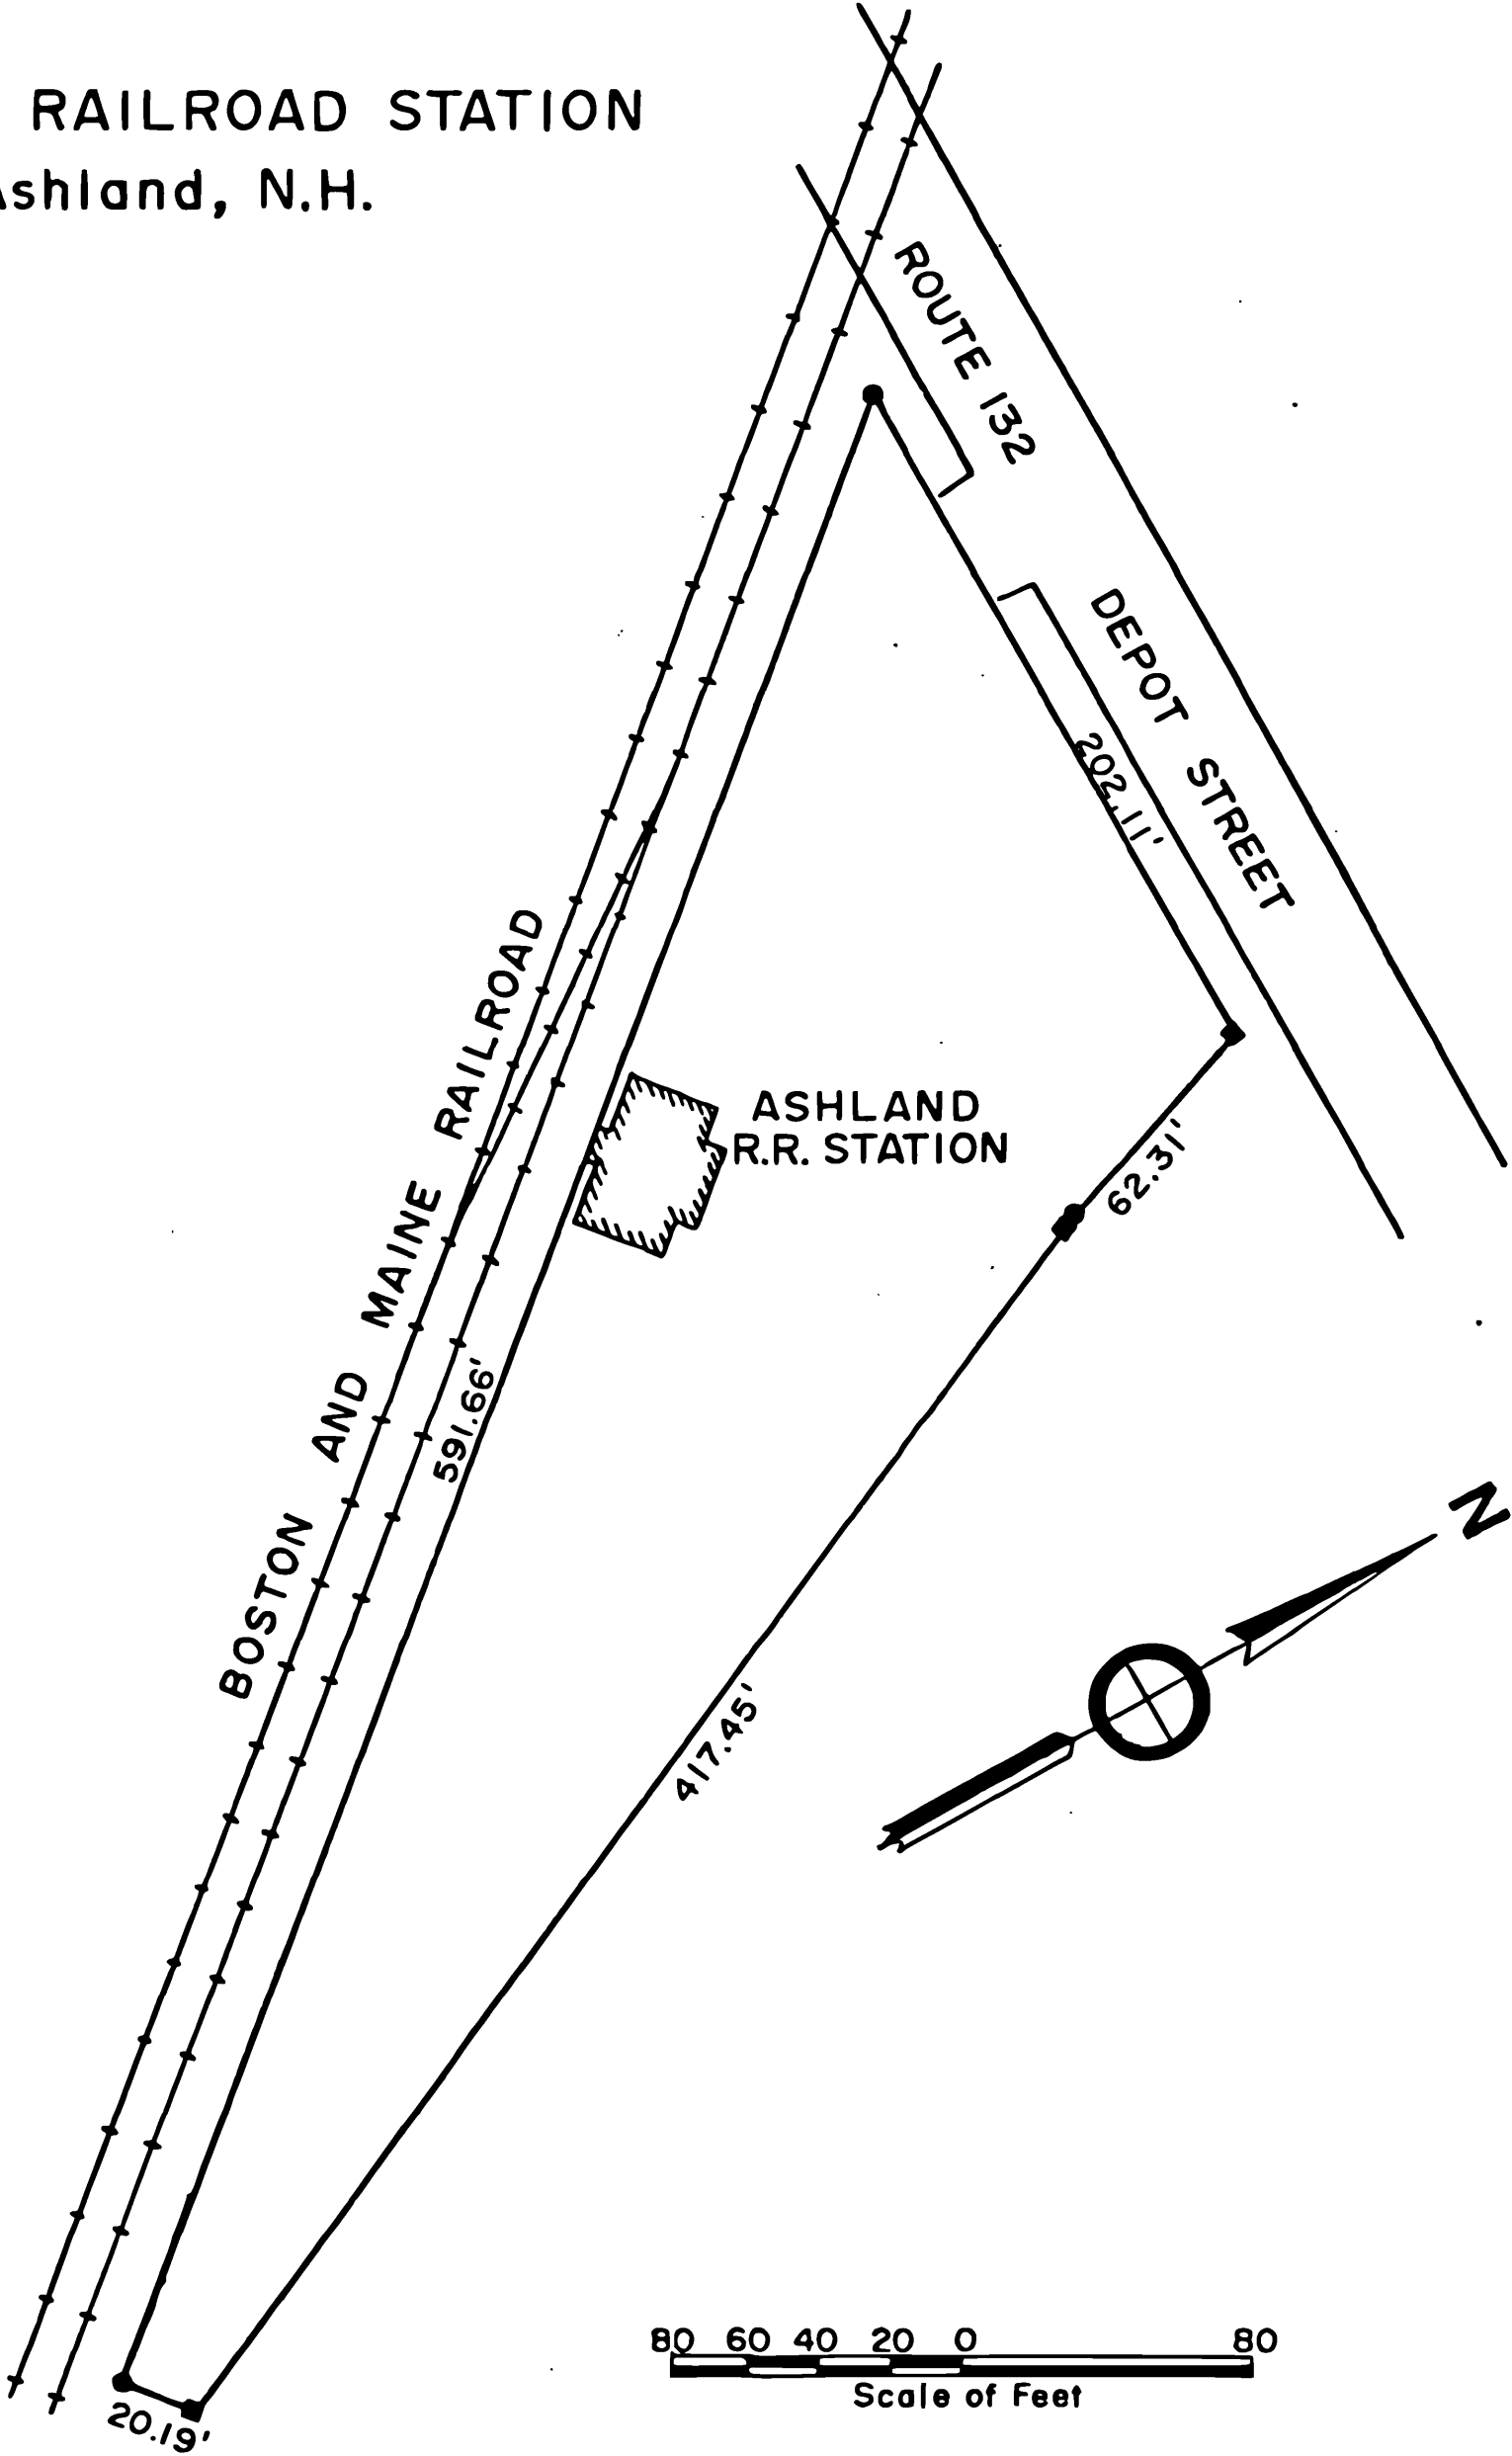 RAILROAD STATION
Ashland, N.H.
ROUTE 132
DEPOT STREET
202.11'
BOSTON AND MAINE RAILROAD
ASHLAND
R.R. STATION
62.31'
591.66'
N
417.45'
80 60 40 20 0 80
Scale of Feet
20.19'